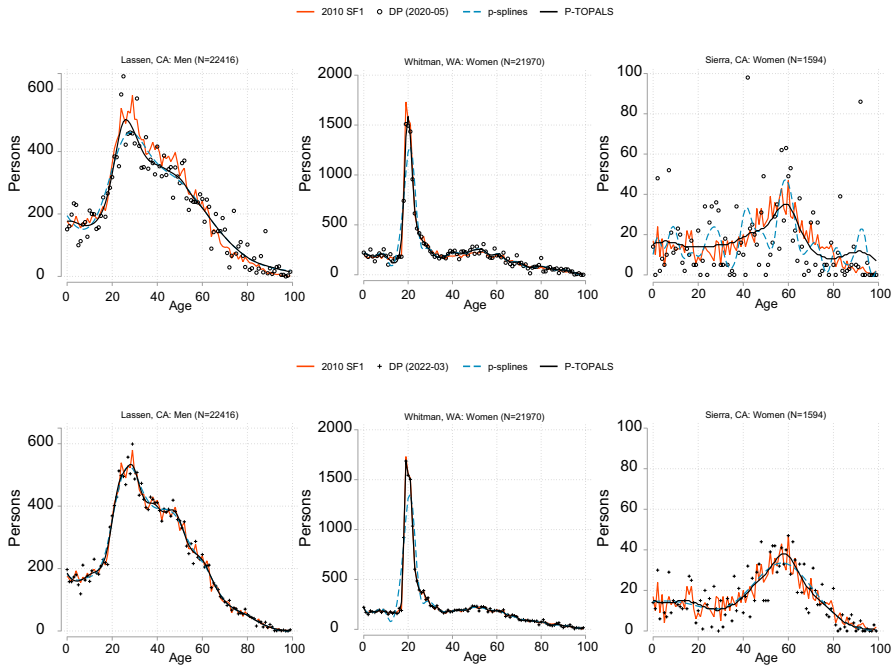 2010 SF1 DP (2020-05) p-splines P-TOPALS
Lassen, CA: Men (N=22416)
600
400
200
0
Persons
0 20 40 60 80 100
Age
Whitman, WA: Women (N=21970)
2000
1500
1000
500
0
Persons
0 20 40 60 80 100
Age
Sierra, CA: Women (N=1594)
100
80
60
40
20
0
Persons
0 20 40 60 80 100
Age
2010 SF1 DP (2022-03) p-splines P-TOPALS
Lassen, CA: Men (N=22416)
600
400
200
0
Persons
0 20 40 60 80 100
Age
Whitman, WA: Women (N=21970)
2000
1500
1000
500
0
Persons
0 20 40 60 80 100
Age
Sierra, CA: Women (N=1594)
100
80
60
40
20
0
Persons
0 20 40 60 80 100
Age